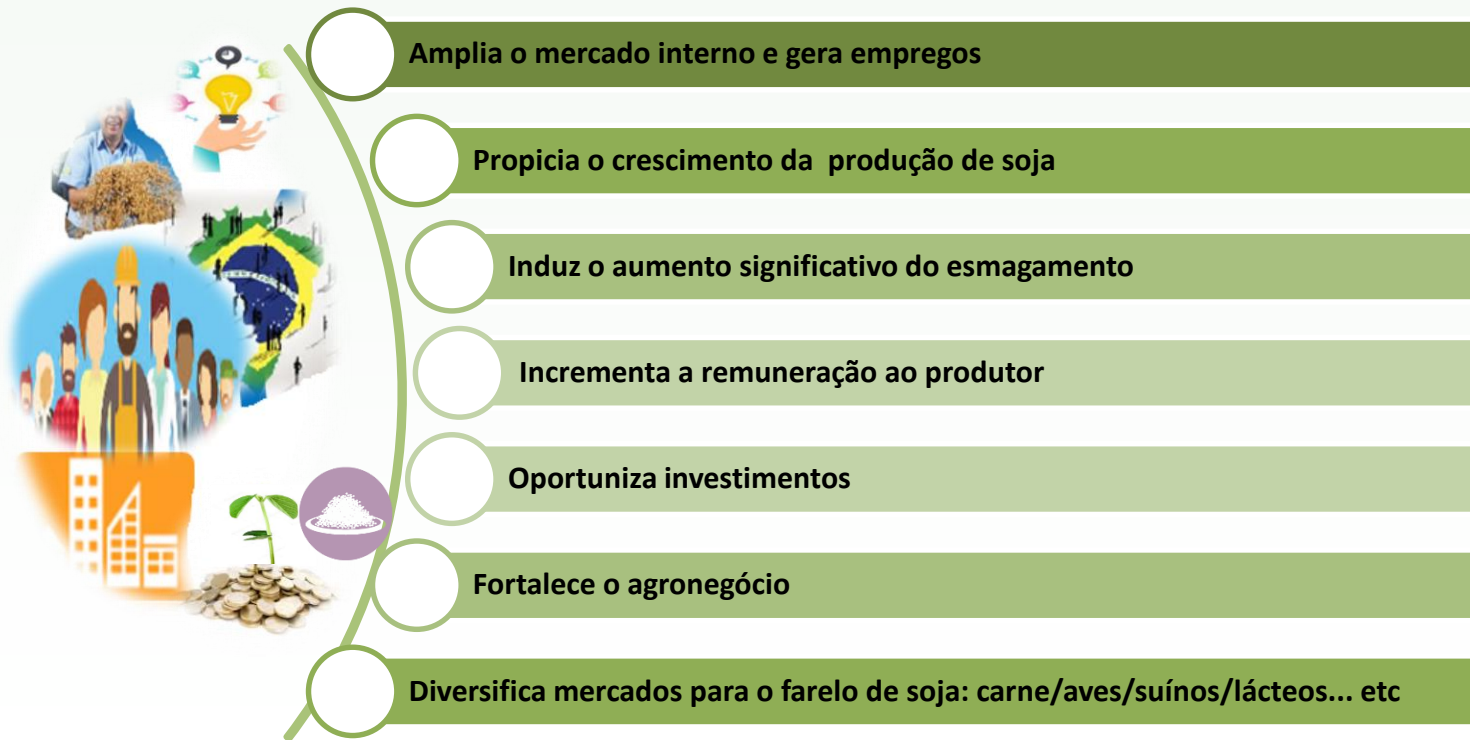 Amplia o mercado interno e gera empregos
Propicia o crescimento da  produção de soja
Induz o aumento significativo do esmagamento
Incrementa a remuneração ao produtor
Oportuniza investimentos
Fortalece o agronegócio
Diversifica mercados para o farelo de soja: carne/aves/suínos/lácteos... etc